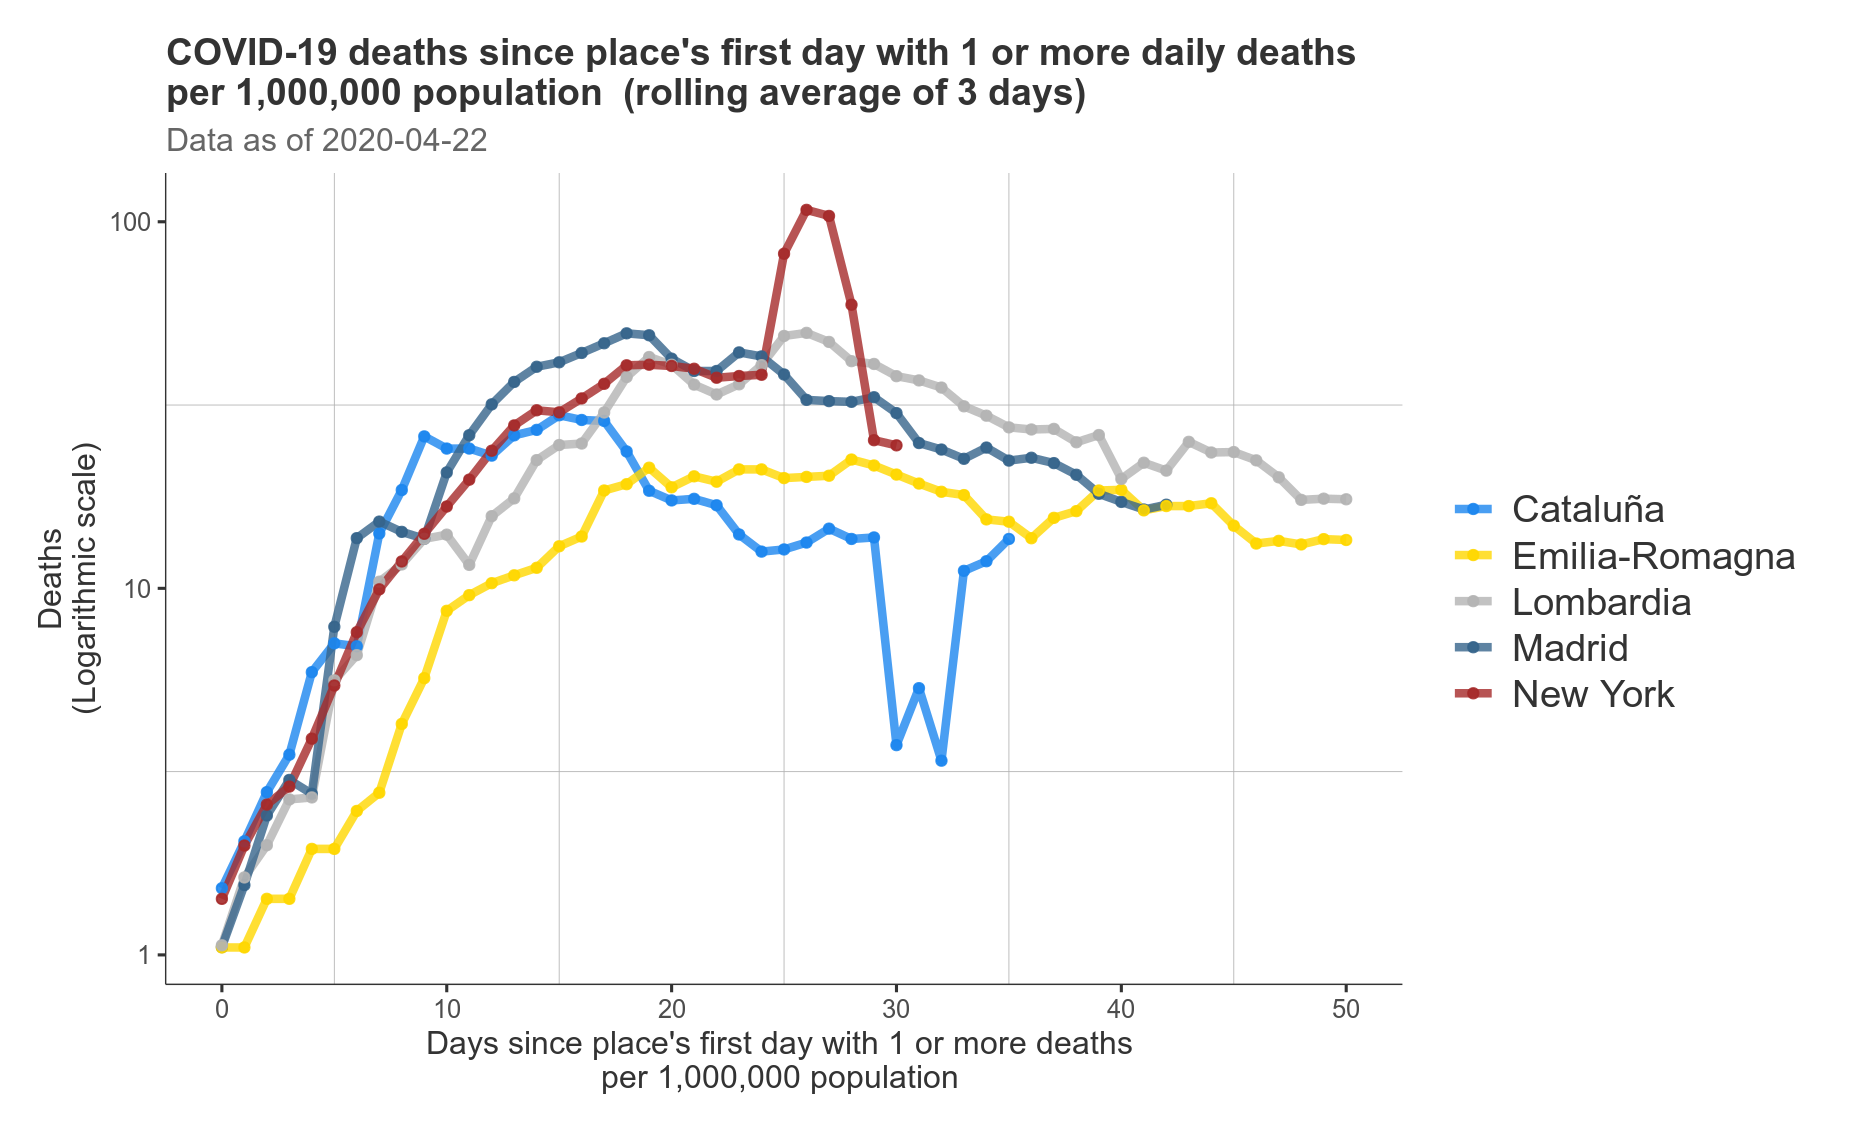 COVID-19 deaths since place's first day with 1 or more daily deaths
per 1,000,000 population (rolling average of 3 days)
Data as of 2020-04-22
100
10
1
Deaths
(Logarithmic scale)
0
10
20
30
40
50
Days since place's first day with 1 or more deaths
per 1,000,000 population
Cataluña
Emilia-Romagna
Lombardia
Madrid
New York